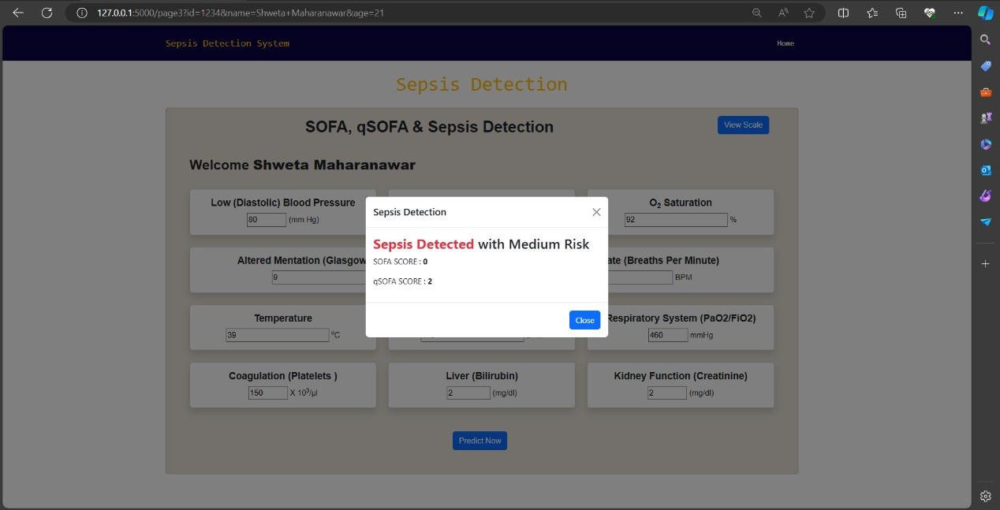 127.0.0.1:5000/page3?id=1234&name=Shweta+Maharanawar&age=21
Sepsis Detection System
Home
Sepsis Detection
SOFA, qSOFA & Sepsis Detection
View Scale
Welcome Shweta Maharanawar
Low (Diastolic) Blood Pressure
80 (mm Hg)
O2 Saturation
92 %
Sepsis Detection
Sepsis Detected with Medium Risk
SOFA SCORE : 0
qSOFA SCORE : 2
Close
Altered Mentation (Glasgow
9
(Breaths Per Minute)
BPM
Temperature
39 °C
Respiratory System (PaO2/FiO2)
460 mmHg
Coagulation (Platelets )
150 X 10³/µl
Liver (Bilirubin)
2 (mg/dl)
Kidney Function (Creatinine)
2 (mg/dl)
Predict Now